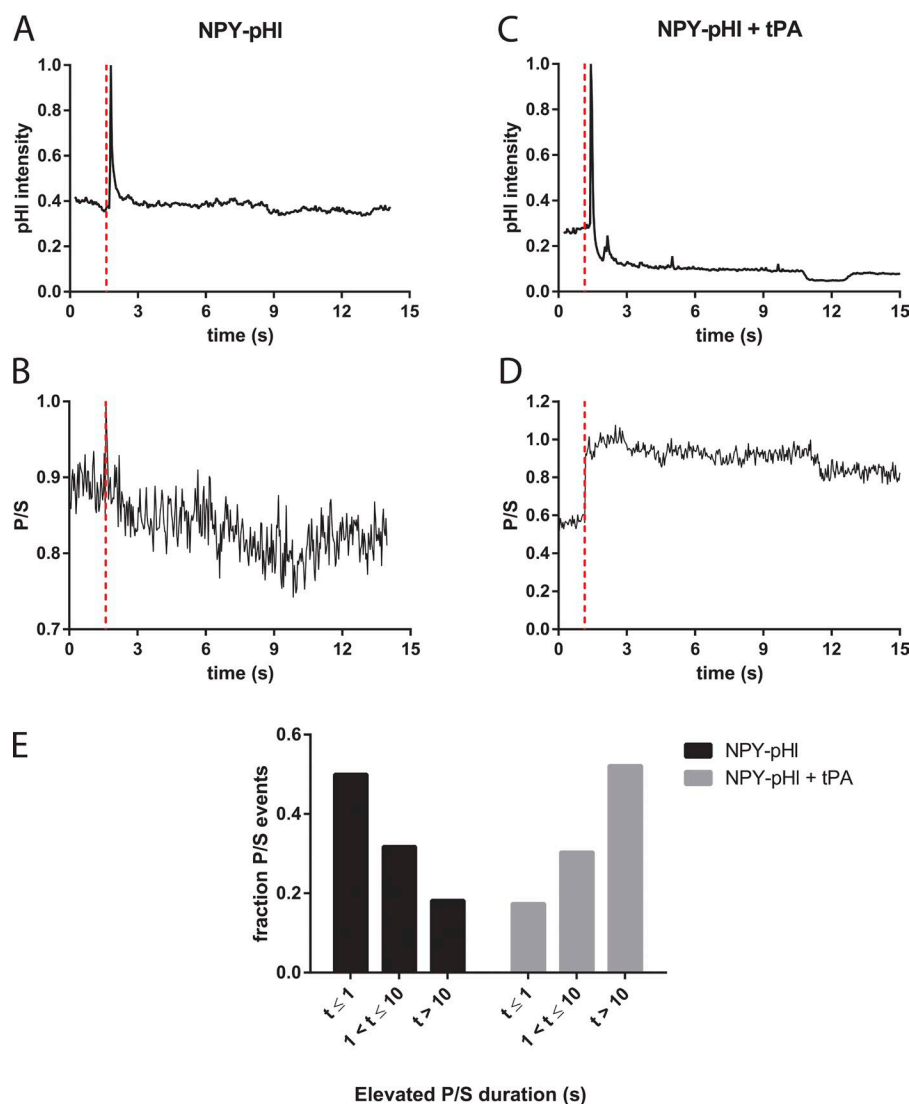 A
NPY-pHl
pHl intensity
1.0
0.8
0.6
0.4
0.2
0.0
0 3 6 9 12 15
time (s)
C
NPY-pHl + tPA
pHl intensity
1.0
0.8
0.6
0.4
0.2
0.0
0 3 6 9 12 15
time (s)
B
P/S
1.0
0.9
0.8
0.7
0 3 6 9 12 15
time (s)
D
P/S
1.2
1.0
0.8
0.6
0.4
0.2
0.0
0 3 6 9 12 15
time (s)
E
fraction P/S events
0.6
0.4
0.2
0.0
t ≤ 1
1 < t ≤ 10
t > 10
t ≤ 1
1 < t ≤ 10
t > 10
NPY-pHl
NPY-pHl + tPA
Elevated P/S duration (s)